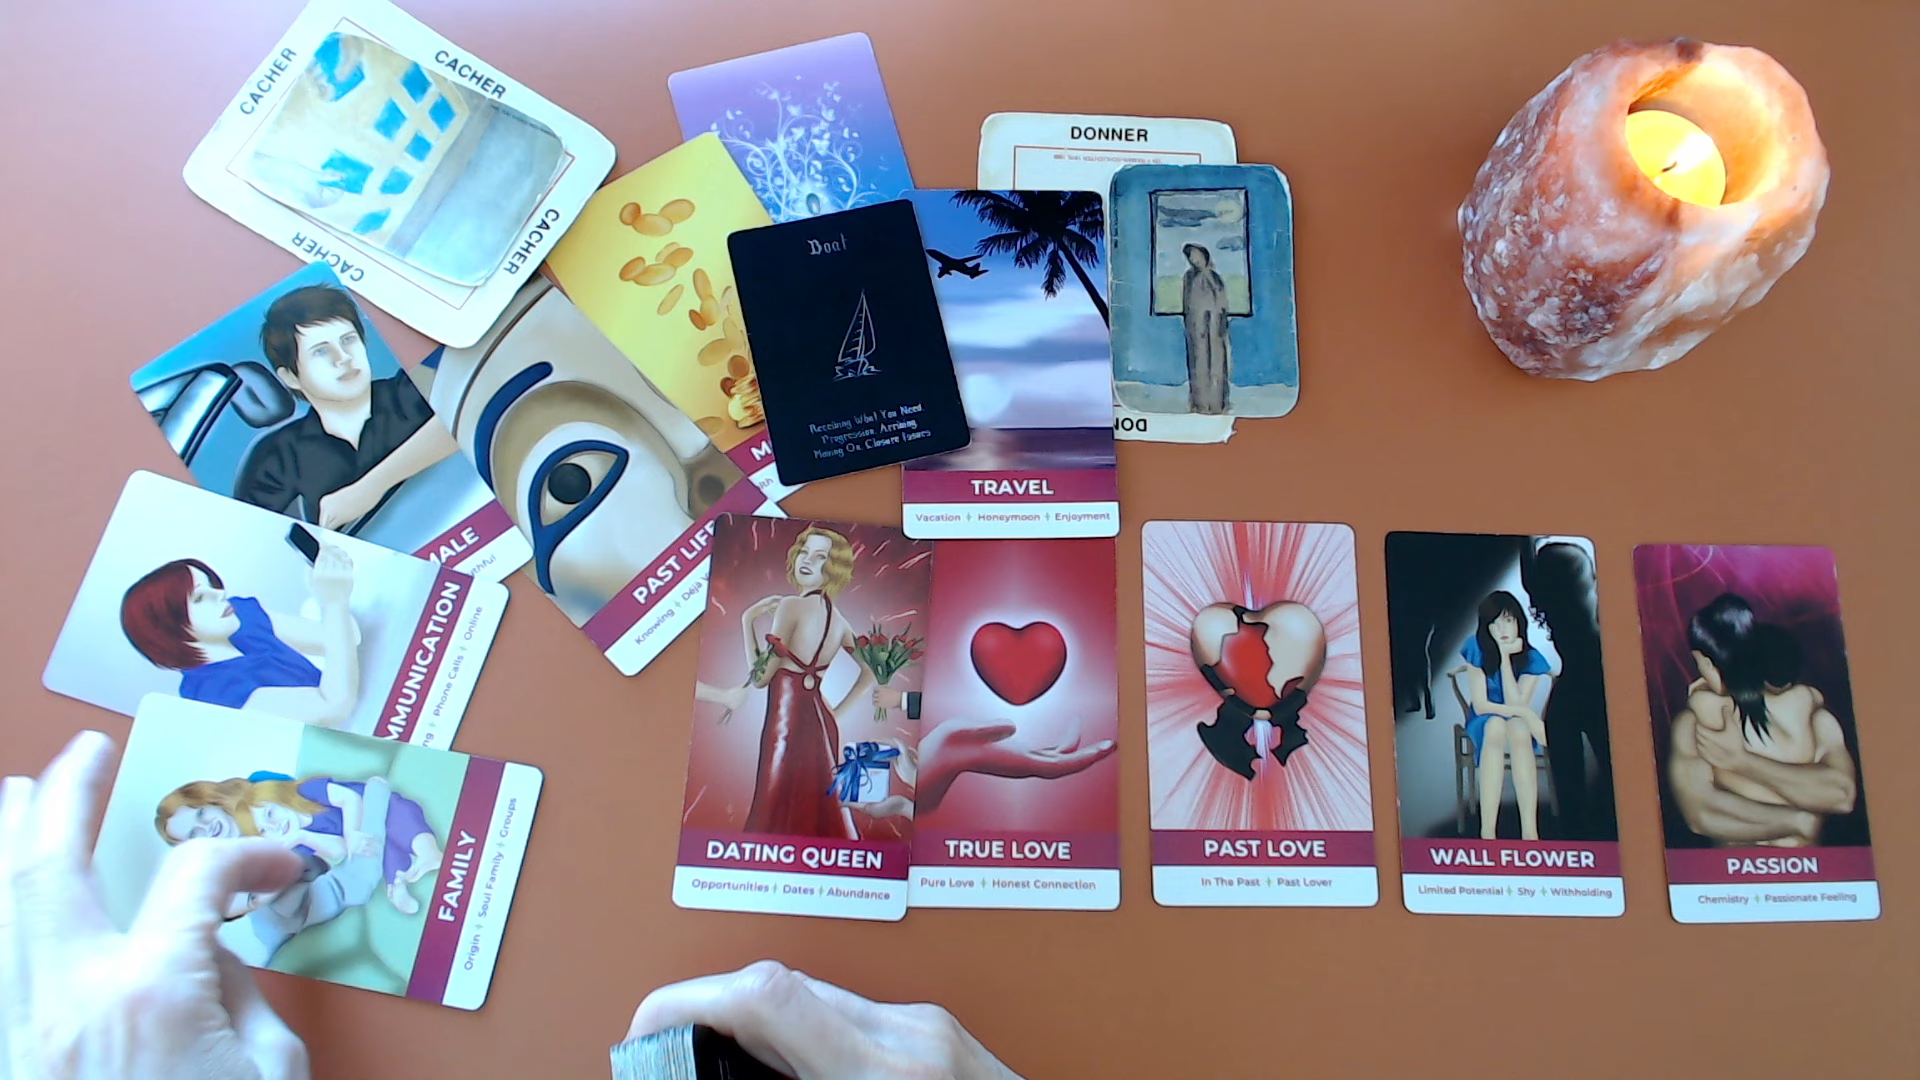 CACHER
CACHER
CACHER
CACHER
DONNER
Boat
Receiving What You Need.
Progression. Arriving.
Moving On. Closure Issues
TRAVEL
Vacation Honeymoon Enjoyment
MALE
PAST LIFE
Knowing Déjà V
MMUNICATION
Phone Calls Online
FAMILY
Origin Soul Family Groups
DATING QUEEN
Opportunities Dates Abundance
TRUE LOVE
Pure Love Honest Connection
PAST LOVE
In The Past Past Lover
WALL FLOWER
Limited Potential Shy Withholding
PASSION
Chemistry Passionate Feeling